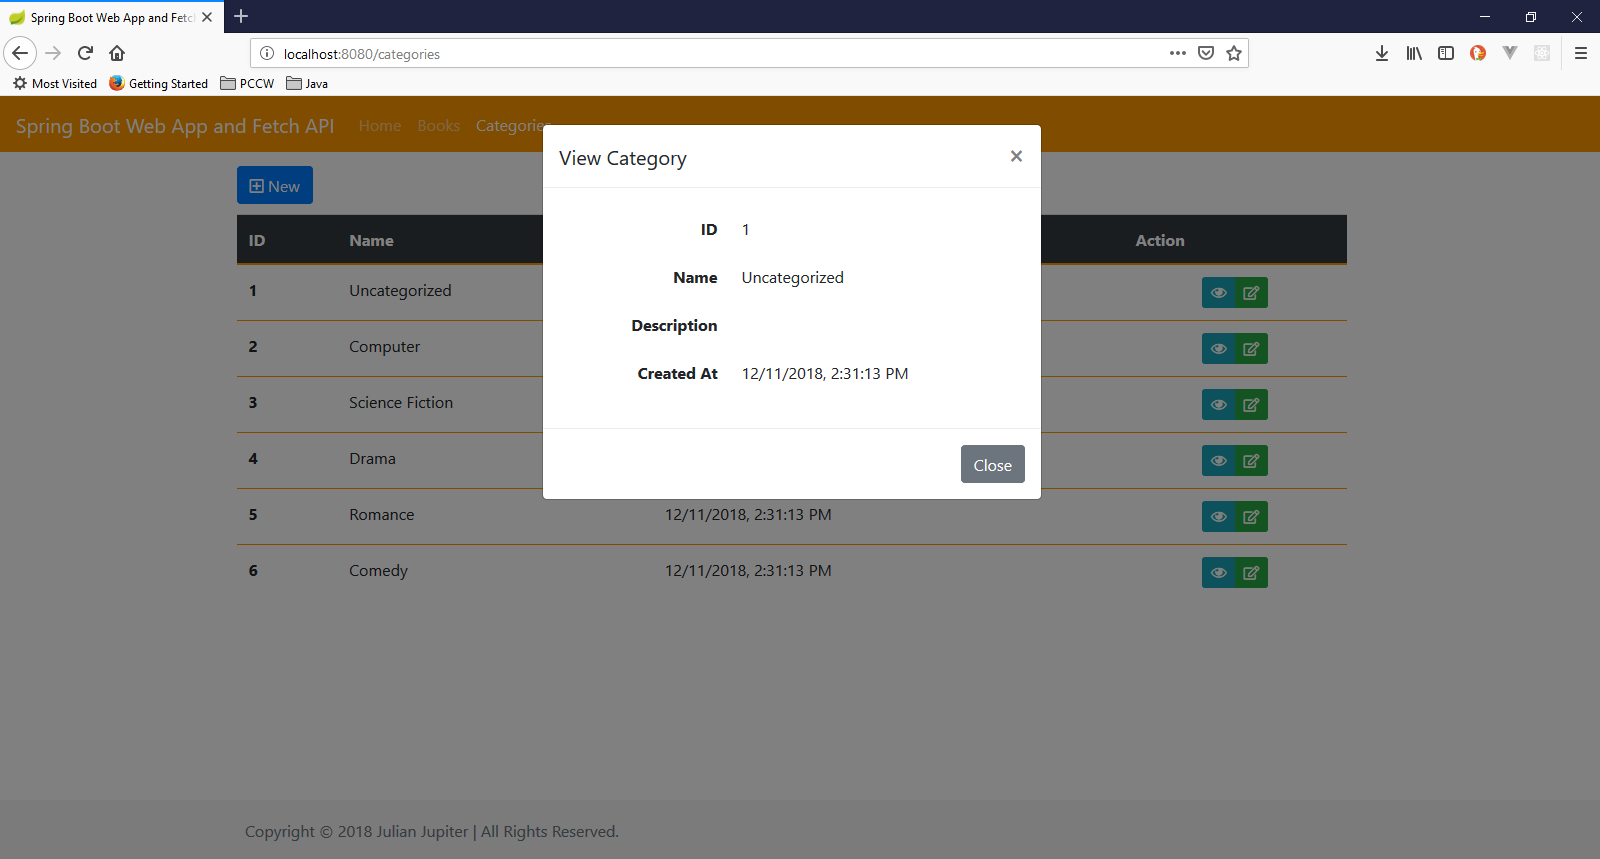 Spring Boot Web App and Fetc
localhost:8080/categories
Most Visited Getting Started PCCW Java
Spring Boot Web App and Fetch API Home Books Categories
View Category ×
New
ID 1
Name Uncategorized
Description
Created At 12/11/2018, 2:31:13 PM
Close
ID Name Action
1 Uncategorized
2 Computer
3 Science Fiction
4 Drama
5 Romance 12/11/2018, 2:31:13 PM
6 Comedy 12/11/2018, 2:31:13 PM
Copyright © 2018 Julian Jupiter | All Rights Reserved.